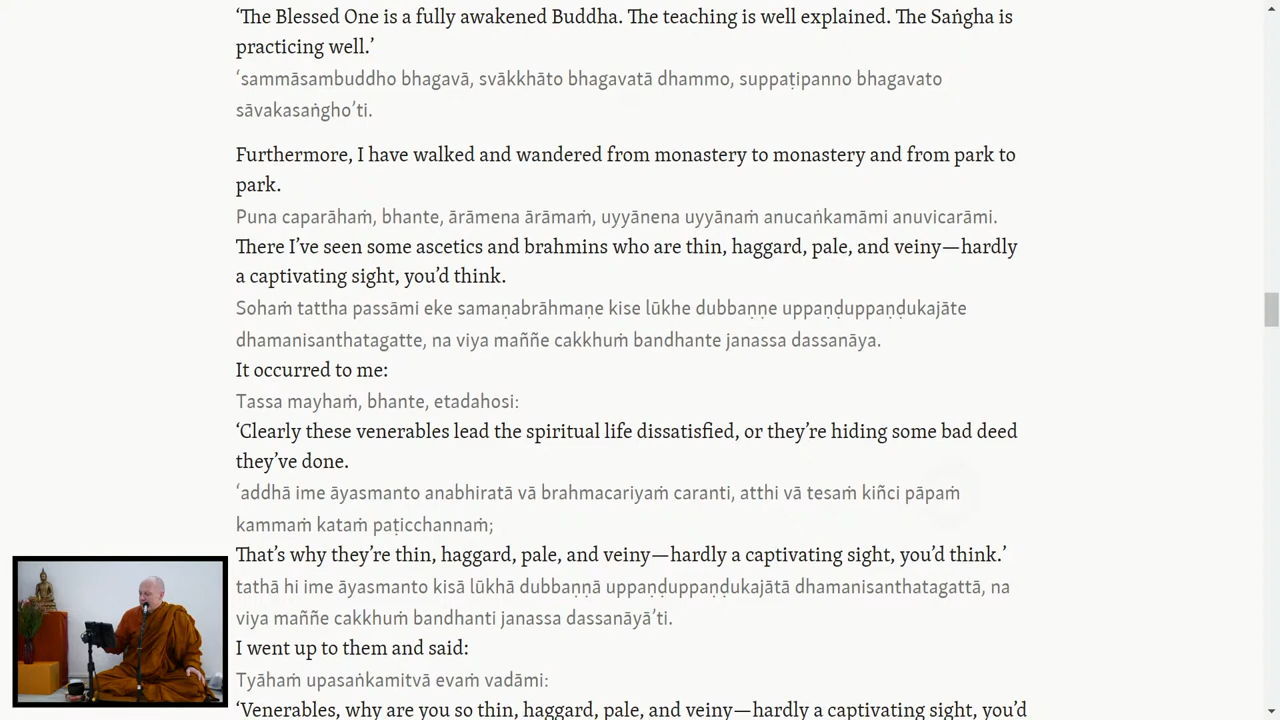 ‘The Blessed One is a fully awakened Buddha. The teaching is well explained. The Saṅgha is
practicing well.’
‘sammāsambuddho bhagavā, svākkhāto bhagavatā dhammo, suppaṭipanno bhagavato
sāvakasaṅgho’ti.
Furthermore, I have walked and wandered from monastery to monastery and from park to
park.
Puna caparāhaṁ, bhante, ārāmena ārāmaṁ, uyyānena uyyānaṁ anucaṅkamāmi anuvicarāmi.
There I’ve seen some ascetics and brahmins who are thin, haggard, pale, and veiny—hardly
a captivating sight, you’d think.
Sohaṁ tattha passāmi eke samaṇabrāhmaṇe kise lūkhe dubbaṇṇe uppaṇḍuppaṇḍukajāte
dhamanisanthatagatte, na viya maññe cakkhuṁ bandhante janassa dassanāya.
It occurred to me:
Tassa mayhaṁ, bhante, etadahosi:
‘Clearly these venerables lead the spiritual life dissatisfied, or they’re hiding some bad deed
they’ve done.
‘addhā ime āyasmanto anabhiratā vā brahmacariyaṁ caranti, atthi vā tesaṁ kiñci pāpaṁ
kammaṁ kataṁ paṭicchannaṁ;
That’s why they’re thin, haggard, pale, and veiny—hardly a captivating sight, you’d think.’
tathā hi ime āyasmanto kisā lūkhā dubbaṇṇā uppaṇḍuppaṇḍukajātā dhamanisanthatagattā, na
viya maññe cakkhuṁ bandhanti janassa dassanāyā’ti.
I went up to them and said:
Tyāhaṁ upasaṅkamitvā evaṁ vadāmi:
‘Venerables, why are you so thin, haggard, pale, and veiny—hardly a captivating sight, you’d